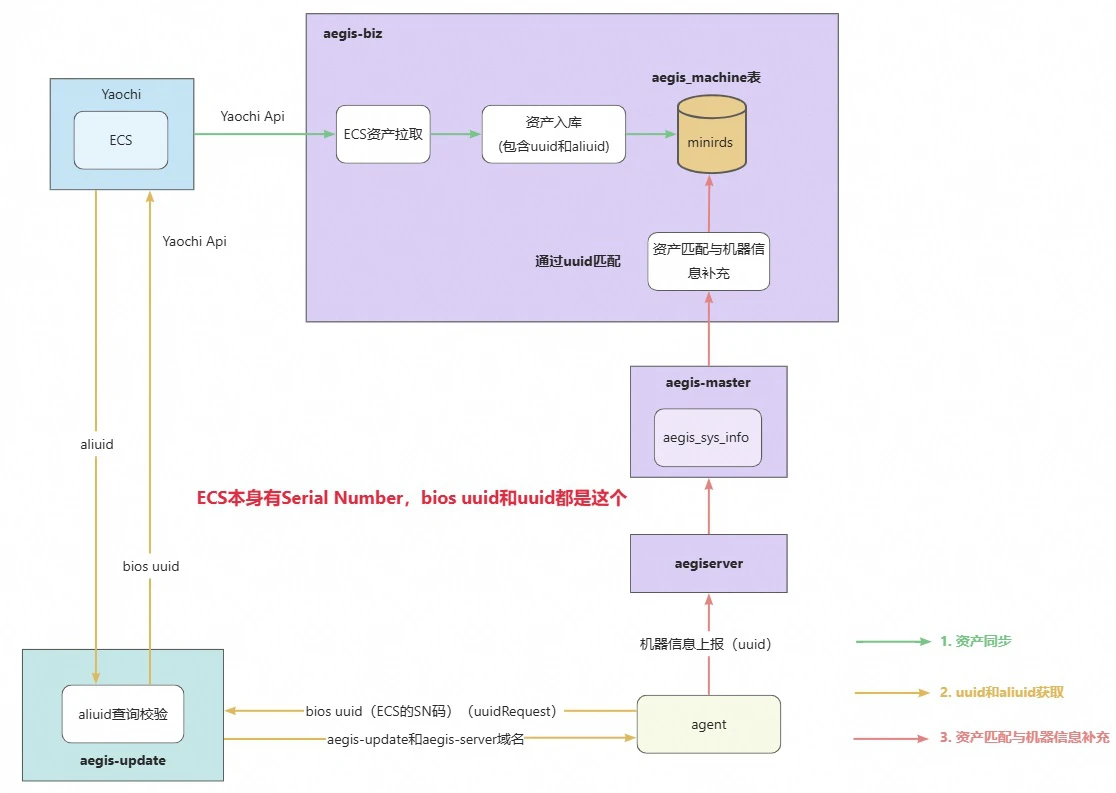 aegis-biz
Yaochi
ECS
Yaochi Api
ECS资产拉取
资产入库
(包含uuid和aliuid)
aegis_machine表
minirds
Yaochi Api
通过uuid匹配
资产匹配与机器信
息补充
aegis-master
aegis_sys_info
aliuid
ECS本身有Serial Number，bios uuid和uuid都是这个
bios uuid
aegiserver
机器信息上报（uuid）
aliuid查询校验
aegis-update
bios uuid（ECS的SN码）（uuidRequest）
aegis-update和aegis-server域名
agent
1. 资产同步
2. uuid和aliuid获取
3. 资产匹配与机器信息补充